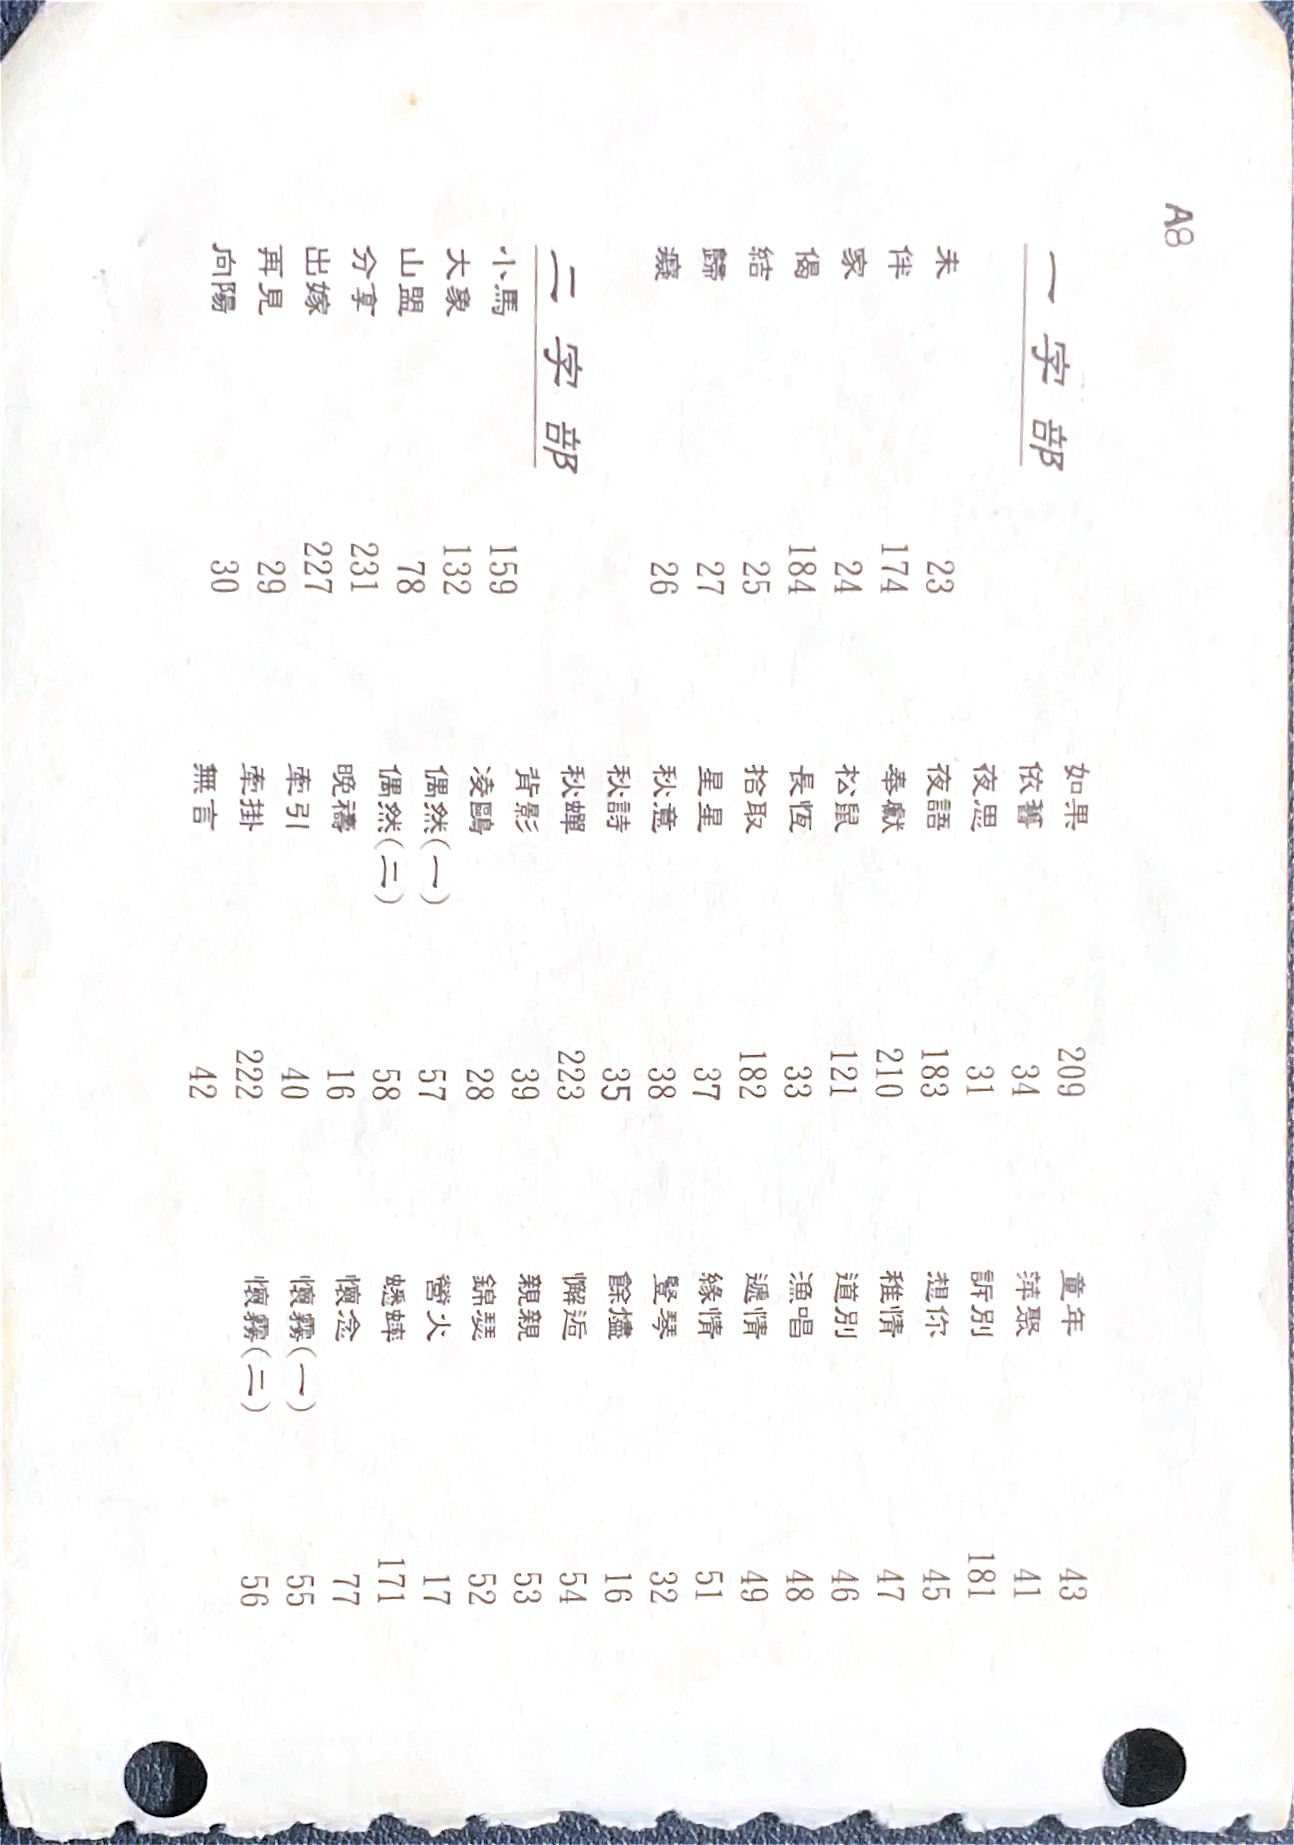 A8
一字部
未 23
伴 174
家 24
偈 184
結 25
歸 27
癡 26
二字部
小馬 159
大象 132
山盟 78
分享 231
出嫁 227
再見 29
向陽 30
如果 209
依舊 34
夜思 31
夜語 183
奉獻 210
松鼠 121
長恆 33
拾取 182
星星 37
秋意 38
秋詩 35
秋蟬 223
背影 39
凌鷗 28
偶然(一) 57
偶然(二) 58
晚禱 16
牽引 40
牽掛 222
無言 42
童年 43
萍聚 41
訴別 181
想你 45
稚情 47
道別 46
漁唱 48
遞情 49
緣情 51
豎琴 32
餘燼 16
懈逅 54
親親 53
錦瑟 52
營火 17
蟋蟀 171
懷念 77
懷霧(一) 55
懷霧(二) 56